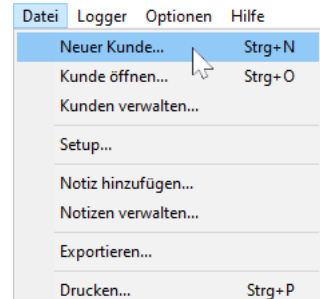 Datei Logger Optionen Hilfe
Neuer Kunde... Strg+N
Kunde öffnen... Strg+O
Kunden verwalten...
Setup...
Notiz hinzufügen...
Notizen verwalten...
Exportieren...
Drucken... Strg+P